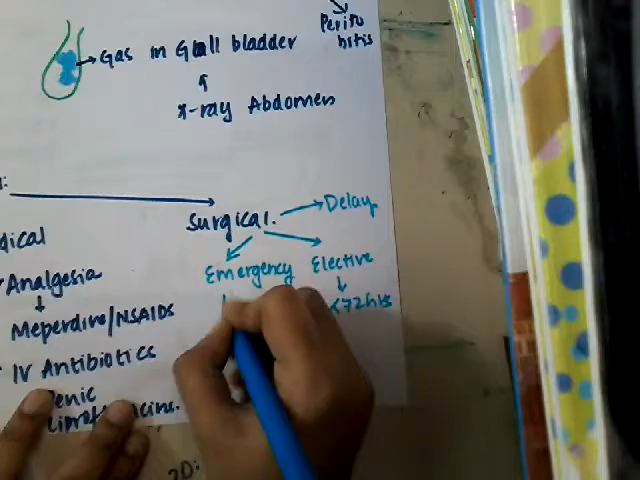 Perito
nitis
Gas in Gall bladder
x-ray Abdomen
Surgical.
Delay
dical
Emergency
Elective
Analgesia
<72hrs
Meperdine/NSAIDS
IV Antibiotics